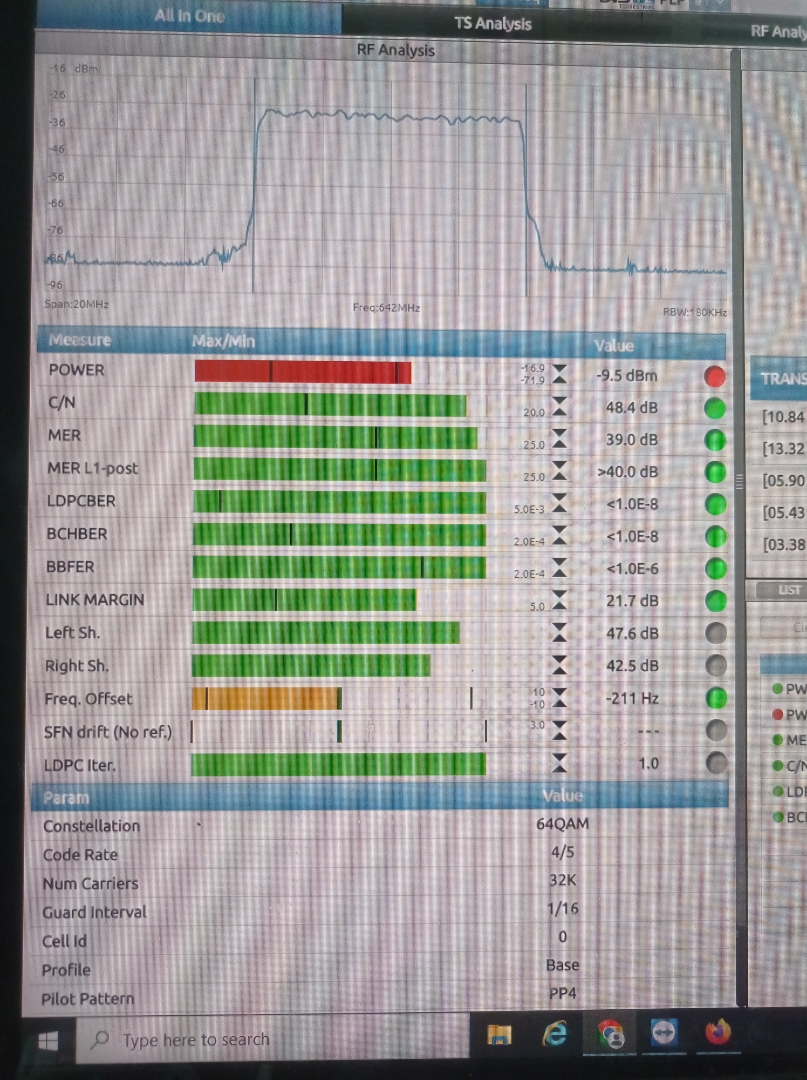 All In One TS Analysis RF Analy
RF Analysis
-16 dBm
-26
-36
-46
-56
-66
-76
-86
-96
Span:20MHz Freq:642MHz RBW:180KHz
Measure Max/Min Value
POWER -16.9 -71.9 -9.5 dBm
C/N 20.0 48.4 dB
MER 25.0 39.0 dB
MER L1-post 25.0 >40.0 dB
LDPCBER 5.0E-3 <1.0E-8
BCHBER 2.0E-4 <1.0E-8
BBFER 2.0E-4 <1.0E-6
LINK MARGIN 5.0 21.7 dB
Left Sh. 47.6 dB
Right Sh. 42.5 dB
Freq. Offset 10 -10 -211 Hz
SFN drift (No ref.) 3.0 ---
LDPC Iter. 1.0
Param Value
Constellation 64QAM
Code Rate 4/5
Num Carriers 32K
Guard Interval 1/16
Cell Id 0
Profile Base
Pilot Pattern PP4
TRANS
[10.84
[13.32
[05.90
[05.43
[03.38
LIST
PW
PW
ME
C/N
LDP
BCH
Type here to search